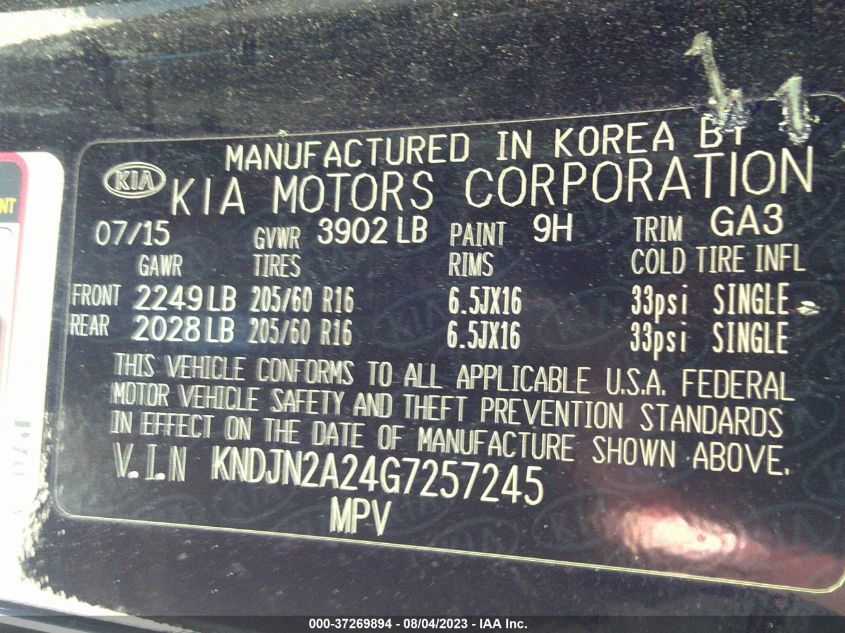 MANUFACTURED IN KOREA BY
KIA KIA MOTORS CORPORATION
07/15 GVWR 3902 LB PAINT 9H TRIM GA3
GAWR TIRES RIMS COLD TIRE INFL
FRONT 2249 LB 205/60 R16 6.5JX16 33psi SINGLE
REAR 2028 LB 205/60 R16 6.5JX16 33psi SINGLE
THIS VEHICLE CONFORMS TO ALL APPLICABLE U.S.A. FEDERAL
MOTOR VEHICLE SAFETY AND THEFT PREVENTION STANDARDS
IN EFFECT ON THE DATE OF MANUFACTURE SHOWN ABOVE.
V.I.N KNDJN2A24G7257245
MPV
000-37269894 - 08/04/2023 - IAA Inc.